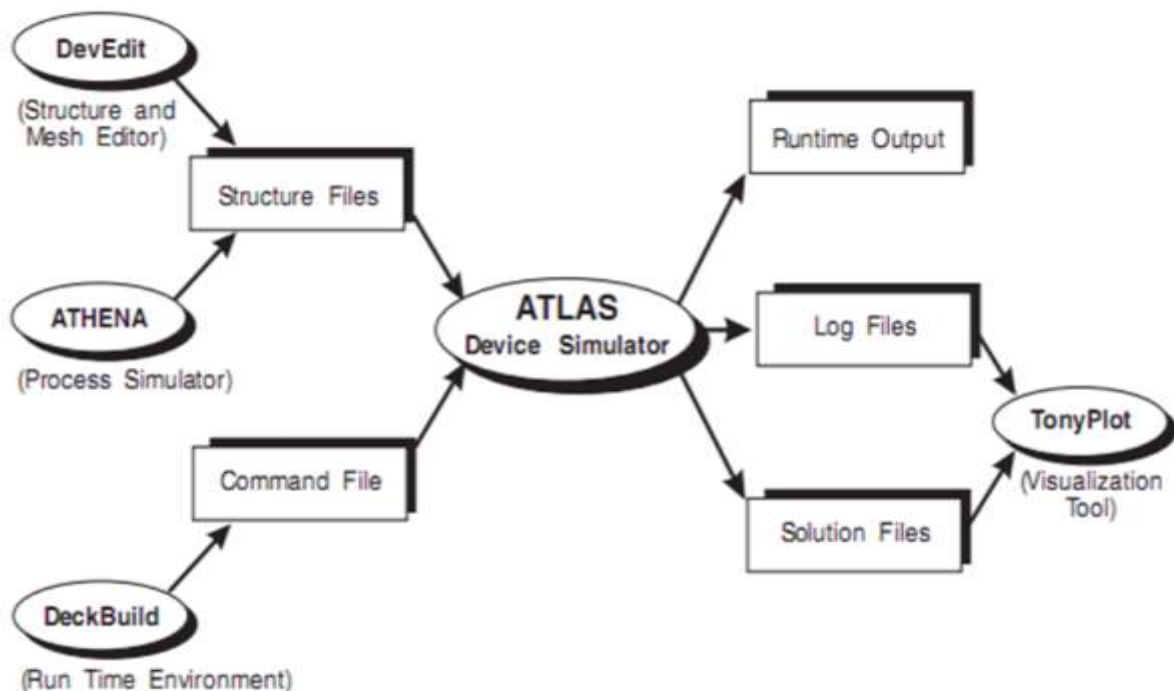 DevEdit
(Structure and
Mesh Editor)
Structure Files
ATHENA
(Process Simulator)
Command File
DeckBuild
(Run Time Environment)
ATLAS
Device Simulator
Runtime Output
Log Files
Solution Files
TonyPlot
(Visualization
Tool)